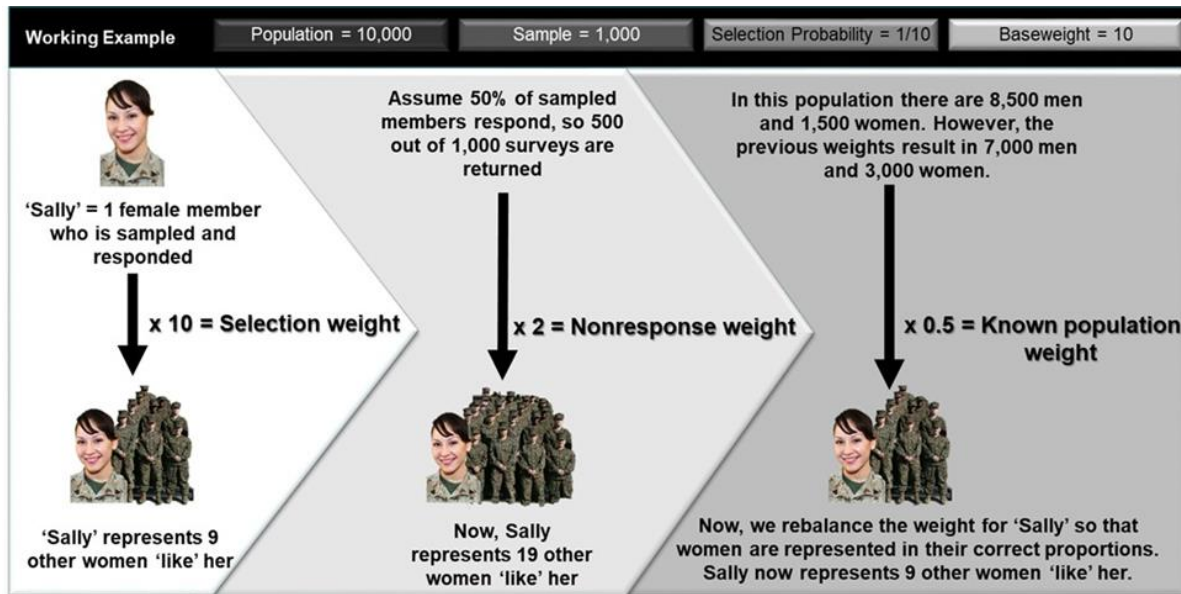 Working Example
Population = 10,000
Sample = 1,000
Selection Probability = 1/10
Baseweight = 10
‘Sally’ = 1 female member
who is sampled and
responded
x 10 = Selection weight
‘Sally’ represents 9
other women ‘like’ her
Assume 50% of sampled
members respond, so 500
out of 1,000 surveys are
returned
x 2 = Nonresponse weight
Now, Sally
represents 19 other
women ‘like’ her
In this population there are 8,500 men
and 1,500 women. However, the
previous weights result in 7,000 men
and 3,000 women.
x 0.5 = Known population
weight
Now, we rebalance the weight for ‘Sally’ so that
women are represented in their correct proportions.
Sally now represents 9 other women ‘like’ her.